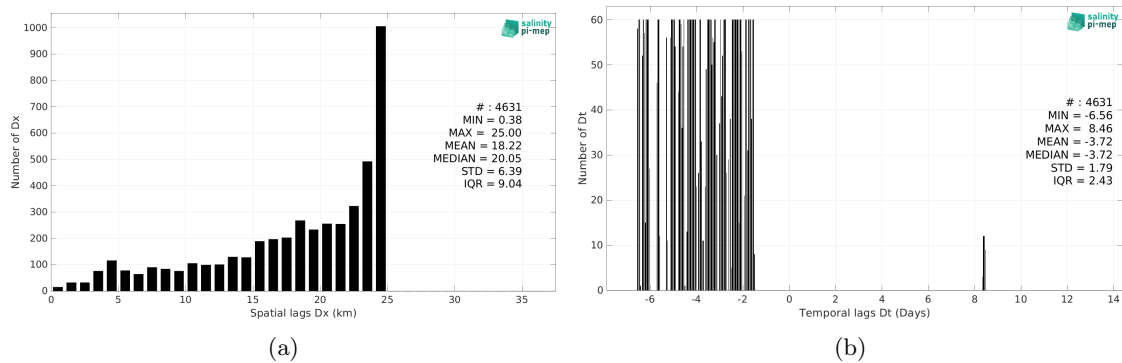 1000
900
800
700
600
500
400
300
200
100
0
Number of Dx
0 5 10 15 20 25 30 35
Spatial lags Dx (km)
salinity
pi-mep
# : 4631
MIN = 0.38
MAX = 25.00
MEAN = 18.22
MEDIAN = 20.05
STD = 6.39
IQR = 9.04
(a)
60
50
40
30
20
10
0
Number of Dt
-6 -4 -2 0 2 4 6 8 10 12 14
Temporal lags Dt (Days)
salinity
pi-mep
# : 4631
MIN = -6.56
MAX = 8.46
MEAN = -3.72
MEDIAN = -3.72
STD = 1.79
IQR = 2.43
(b)